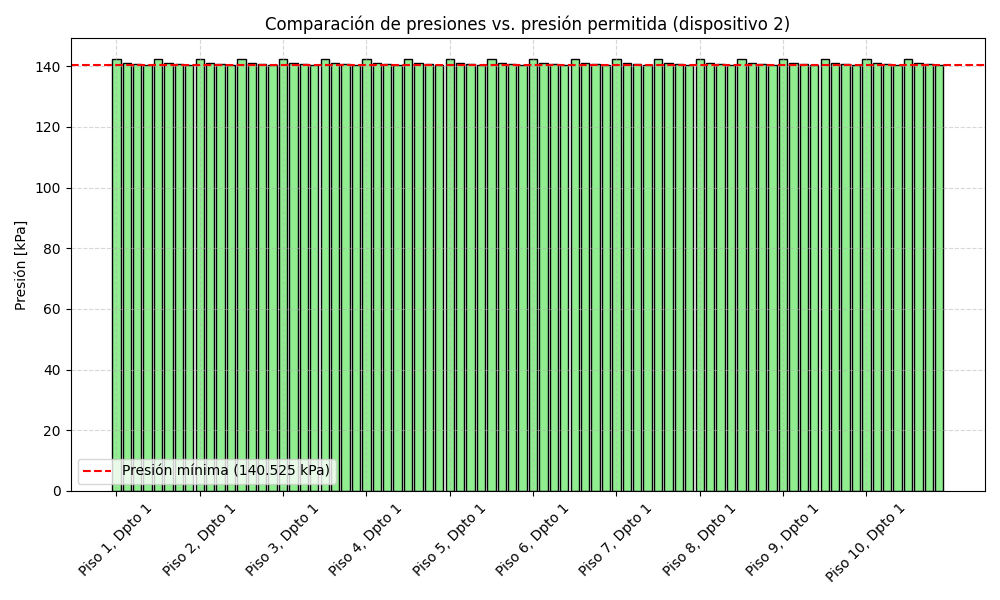 Comparación de presiones vs. presión permitida (dispositivo 2)
Presión [kPa]
140
120
100
80
60
40
20
0
Presión mínima (140.525 kPa)
Piso 1, Dpto 1
Piso 2, Dpto 1
Piso 3, Dpto 1
Piso 4, Dpto 1
Piso 5, Dpto 1
Piso 6, Dpto 1
Piso 7, Dpto 1
Piso 8, Dpto 1
Piso 9, Dpto 1
Piso 10, Dpto 1